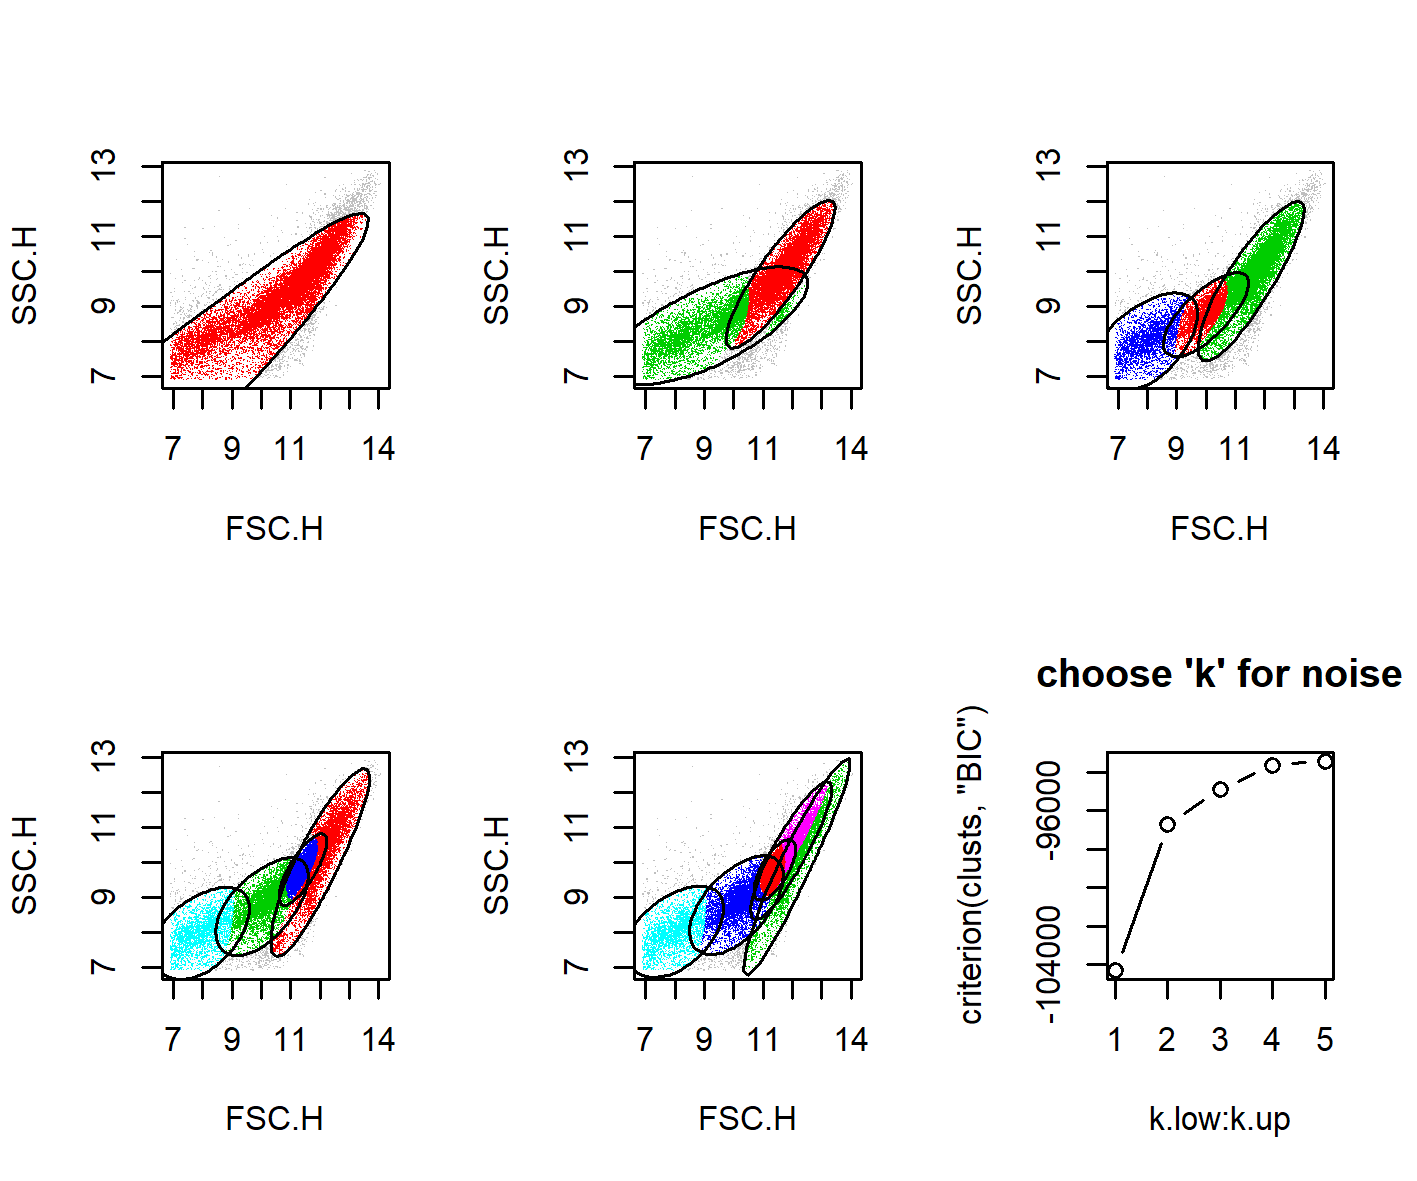 13
11
9
7
SSC.H
7 9 11 14
FSC.H
13
11
9
7
SSC.H
7 9 11 14
FSC.H
13
11
9
7
SSC.H
7 9 11 14
FSC.H
13
11
9
7
SSC.H
7 9 11 14
FSC.H
13
11
9
7
SSC.H
7 9 11 14
FSC.H
choose 'k' for noise
criterion(clusts, "BIC")
-96000
-104000
1 2 3 4 5
k.low:k.up